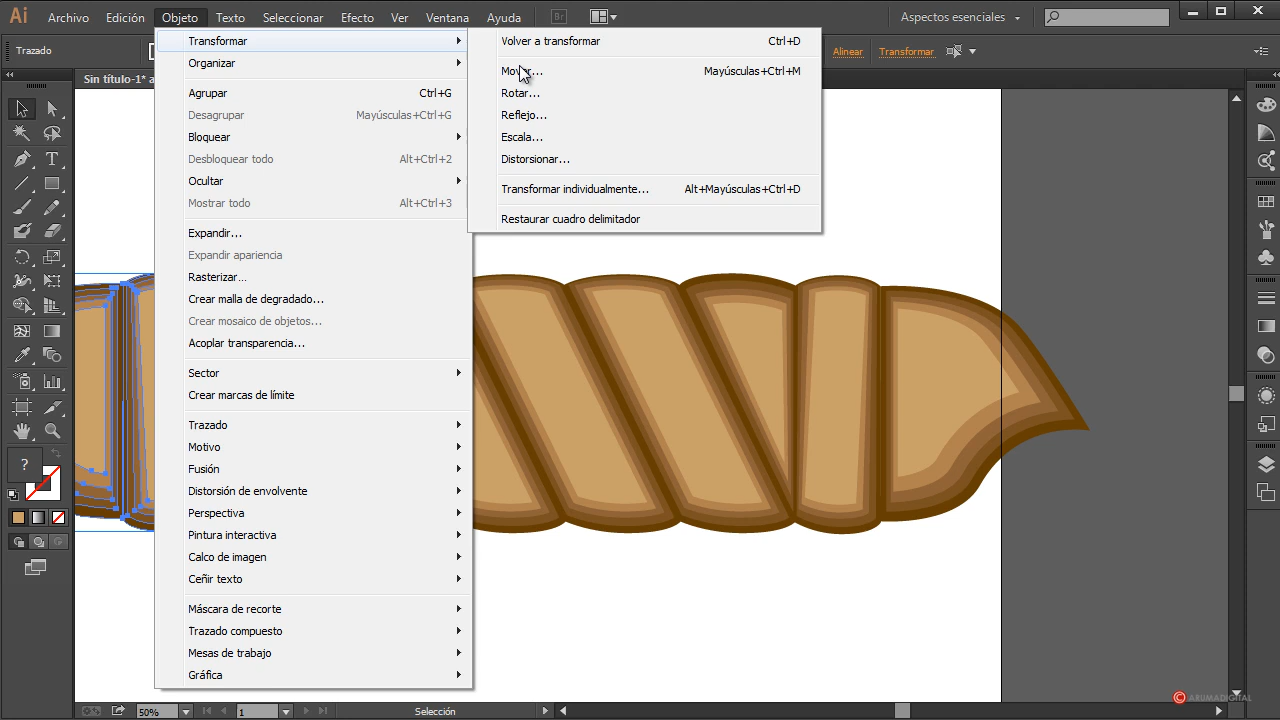 Ai Archivo Edición Objeto Texto Seleccionar Efecto Ver Ventana Ayuda Br Aspectos esenciales
Trazado Alinear Transformar
Sin título-1* a
Transformar
Organizar
Agrupar Ctrl+G
Desagrupar Mayúsculas+Ctrl+G
Bloquear
Desbloquear todo Alt+Ctrl+2
Ocultar
Mostrar todo Alt+Ctrl+3
Expandir...
Expandir apariencia
Rasterizar...
Crear malla de degradado...
Crear mosaico de objetos...
Acoplar transparencia...
Sector
Crear marcas de límite
Trazado
Motivo
Fusión
Distorsión de envolvente
Perspectiva
Pintura interactiva
Calco de imagen
Ceñir texto
Máscara de recorte
Trazado compuesto
Mesas de trabajo
Gráfica
Volver a transformar Ctrl+D
Mover... Mayúsculas+Ctrl+M
Rotar...
Reflejo...
Escala...
Distorsionar...
Transformar individualmente... Alt+Mayúsculas+Ctrl+D
Restaurar cuadro delimitador
?
50% 1 Selección
© ARUMADIGITAL